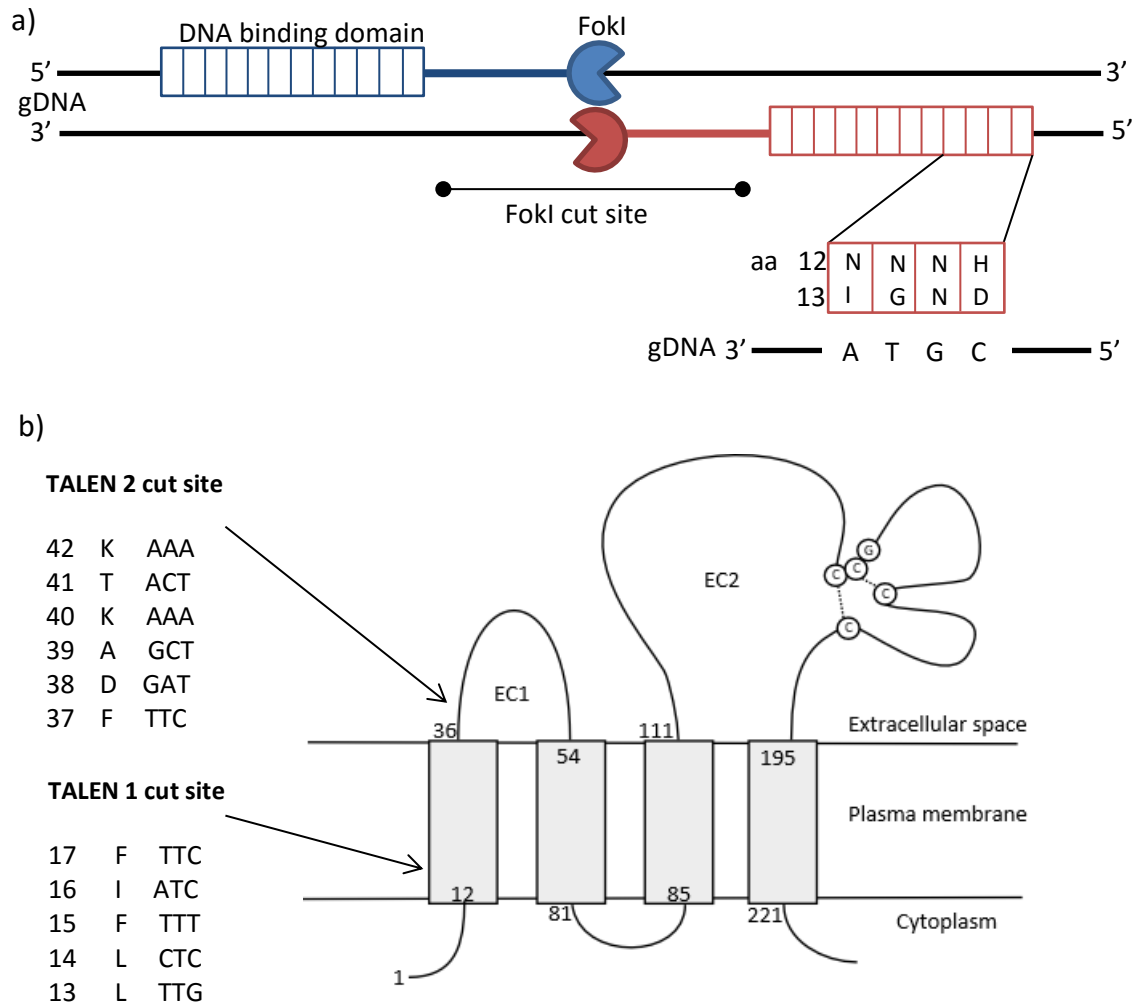 a)
DNA binding domain
FokI
5’ 3’
gDNA
3’ 5’
FokI cut site
aa 12 N N N H
13 I G N D
gDNA 3’ A T G C 5’
b)
TALEN 2 cut site
42 K AAA
41 T ACT
40 K AAA
39 A GCT
38 D GAT
37 F TTC
TALEN 1 cut site
17 F TTC
16 I ATC
15 F TTT
14 L CTC
13 L TTG
EC1
EC2
G
C
C
C
C
36
54
111
195
Extracellular space
Plasma membrane
12
81
85
221
Cytoplasm
1